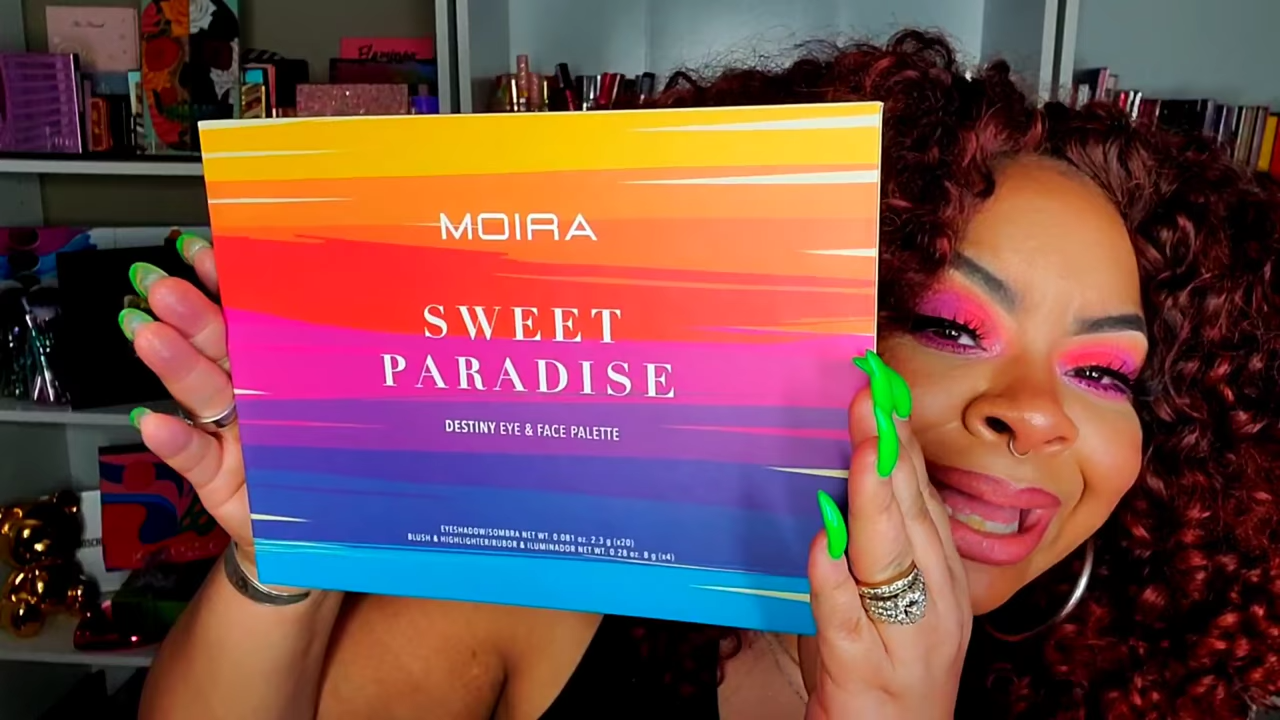 MOIRA
SWEET
PARADISE
DESTINY EYE & FACE PALETTE
EYESHADOW/SOMBRA NET WT. 0.081 oz. 2.3 g (x20)
BLUSH & HIGHLIGHTER/RUBOR & ILUMINADOR NET WT. 0.28 oz. 8 g (x4)